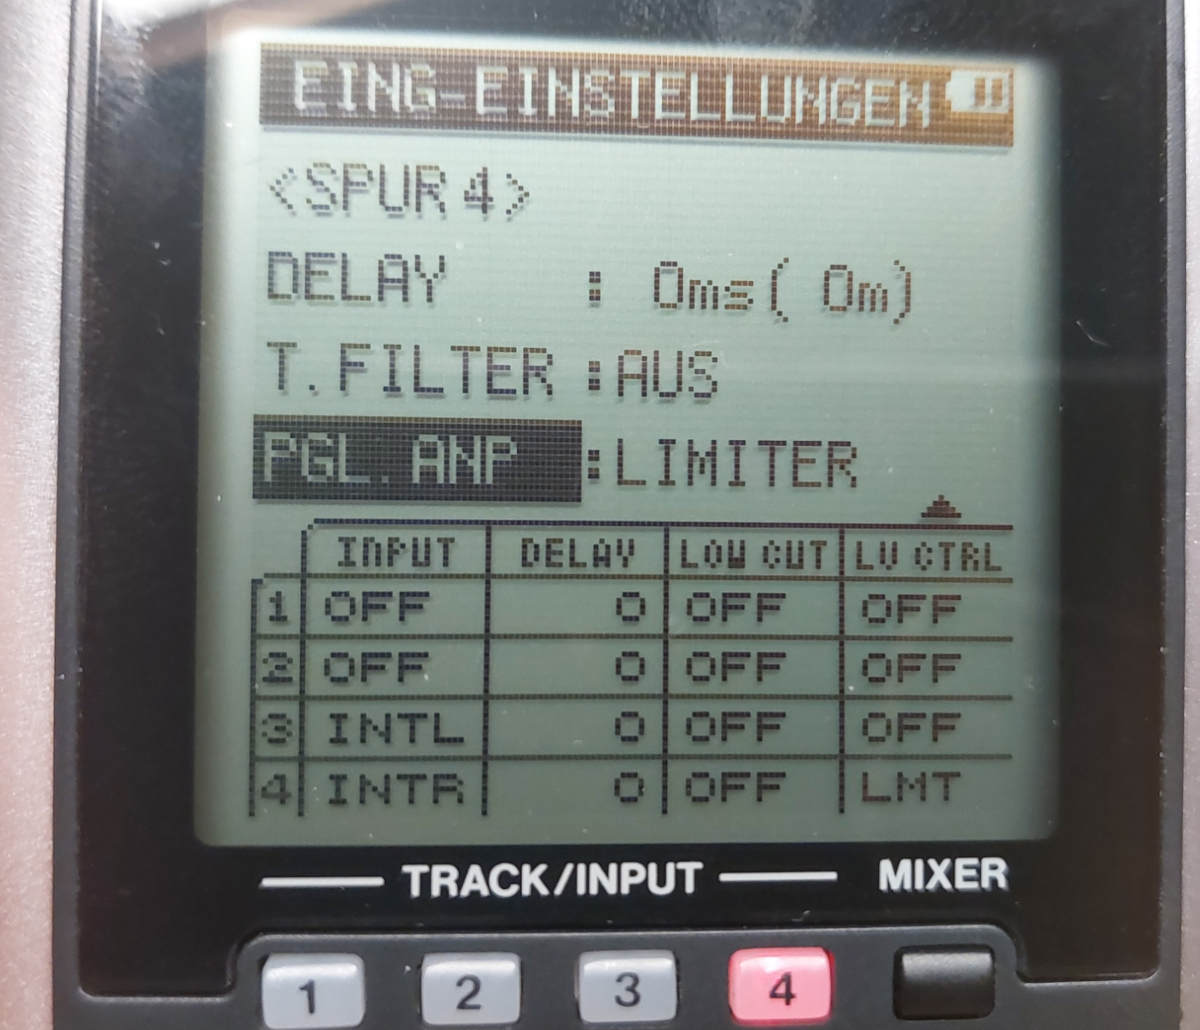 EING-EINSTELLUNGEN
<SPUR 4>
DELAY : 0ms( 0m)
T.FILTER :AUS
PGL.ANP :LIMITER
INPUT DELAY LOW CUT LV CTRL
1 OFF 0 OFF OFF
2 OFF 0 OFF OFF
3 INTL 0 OFF OFF
4 INTR 0 OFF LMT
TRACK/INPUT MIXER
1 2 3 4